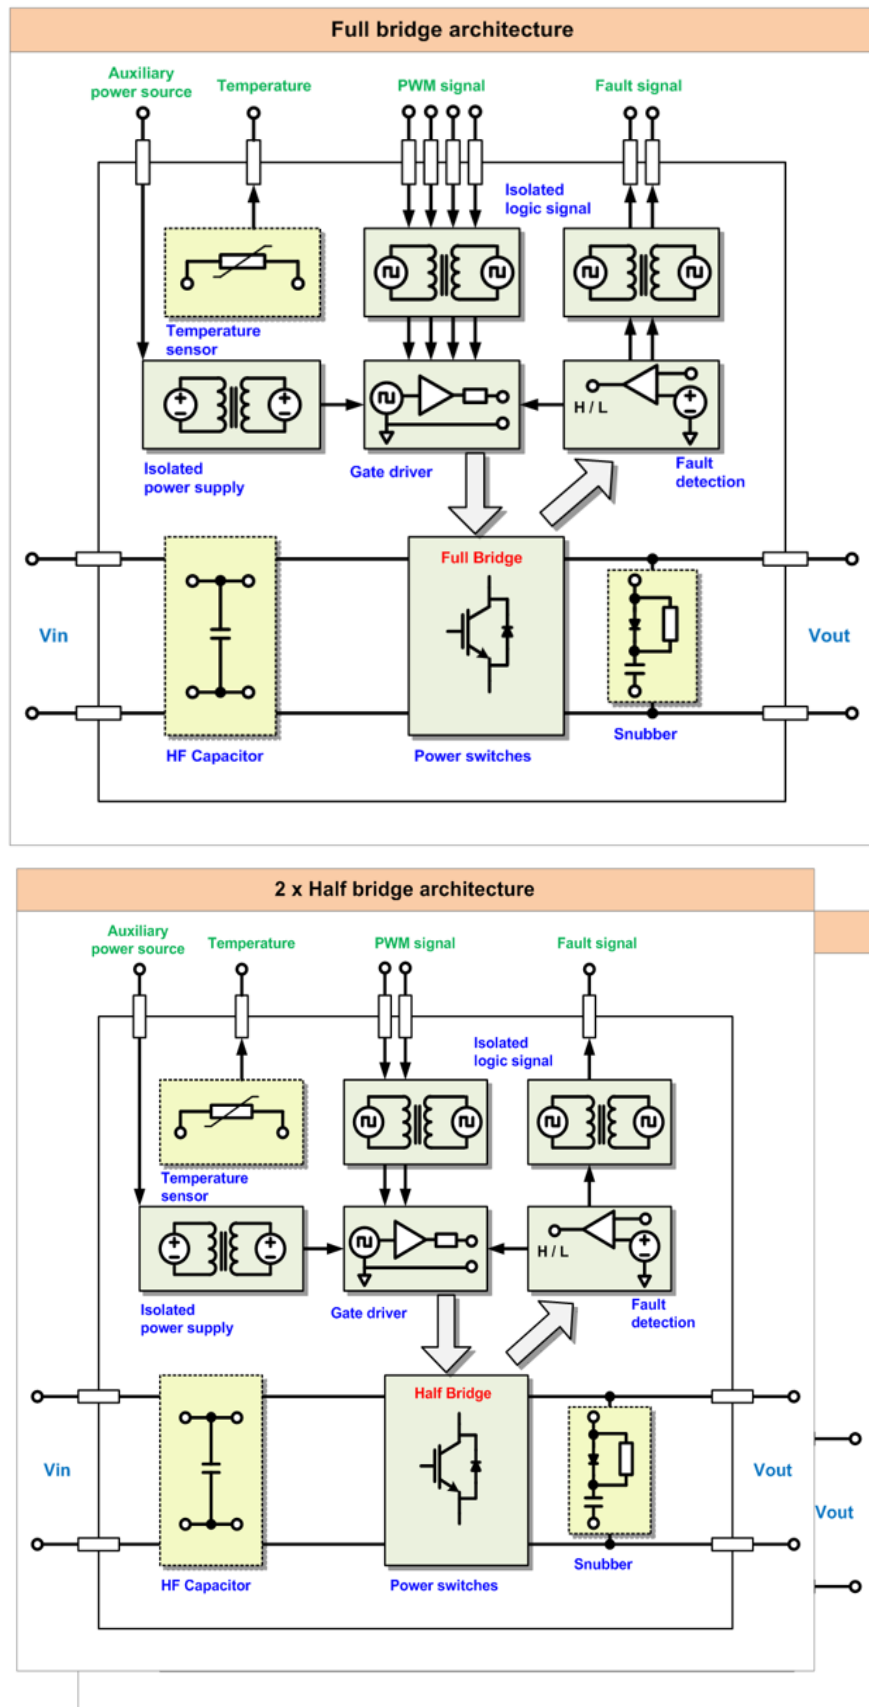 Full bridge architecture
Auxiliary
power source
Temperature
PWM signal
Fault signal
Isolated
logic signal
Temperature
sensor
H / L
Isolated
power supply
Gate driver
Fault
detection
Full Bridge
Vin
Vout
HF Capacitor
Power switches
Snubber
2 x Half bridge architecture
Auxiliary
power source
Temperature
PWM signal
Fault signal
Isolated
logic signal
Temperature
sensor
H / L
Isolated
power supply
Gate driver
Fault
detection
Half Bridge
Vin
Vout
Vout
HF Capacitor
Power switches
Snubber